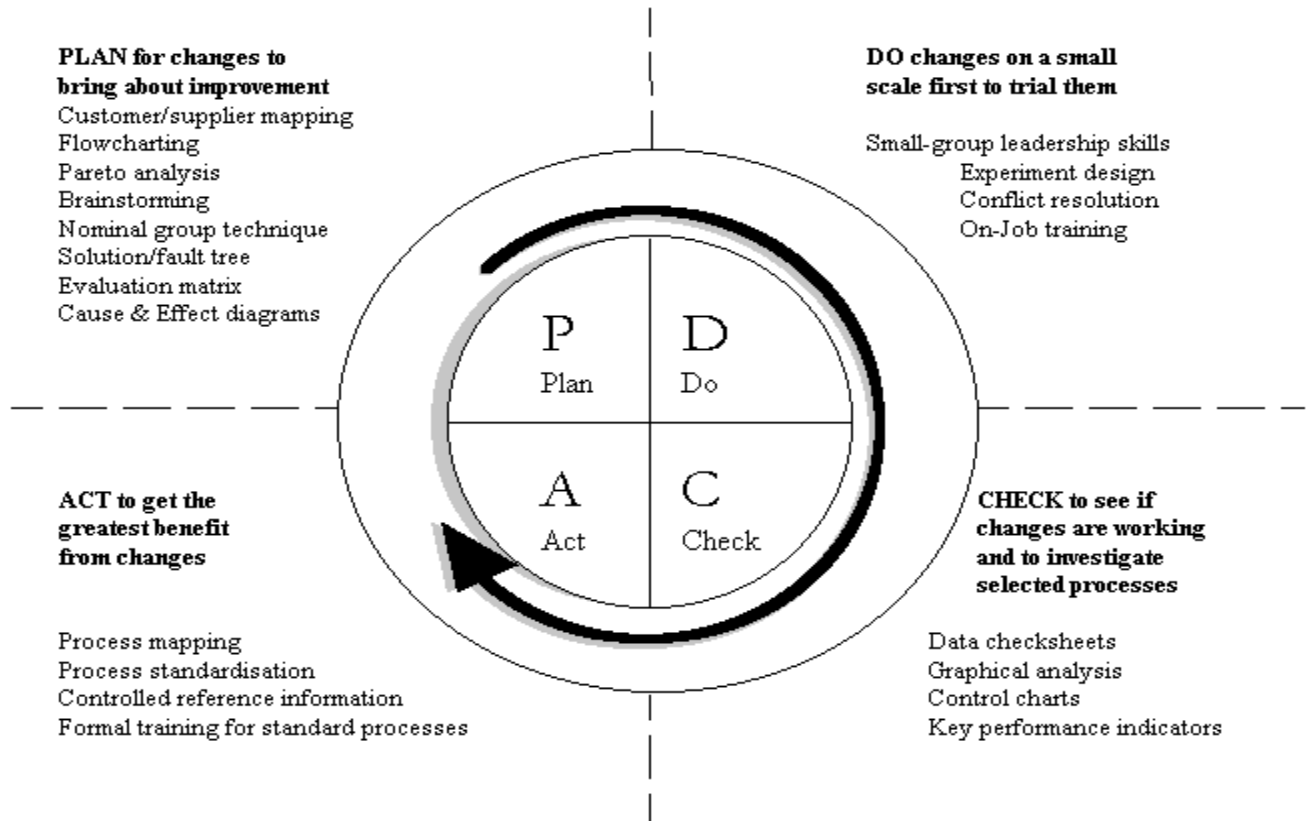 PLAN for changes to
bring about improvement
Customer/supplier mapping
Flowcharting
Pareto analysis
Brainstorming
Nominal group technique
Solution/fault tree
Evaluation matrix
Cause & Effect diagrams
DO changes on a small
scale first to trial them
Small-group leadership skills
Experiment design
Conflict resolution
On-Job training
P
Plan
D
Do
A
Act
C
Check
ACT to get the
greatest benefit
from changes
Process mapping
Process standardisation
Controlled reference information
Formal training for standard processes
CHECK to see if
changes are working
and to investigate
selected processes
Data checksheets
Graphical analysis
Control charts
Key performance indicators